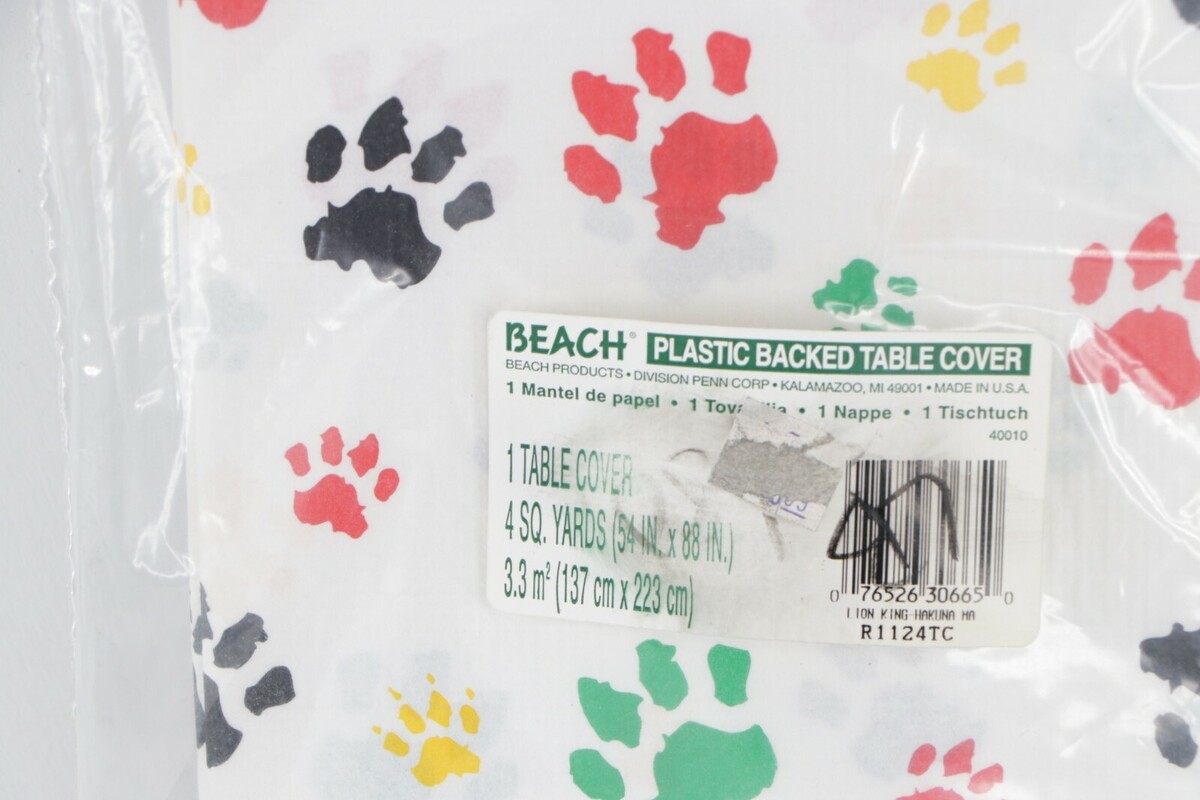 BEACH® PLASTIC BACKED TABLE COVER
BEACH PRODUCTS • DIVISION PENN CORP • KALAMAZOO, MI 49001 • MADE IN U.S.A.
1 Mantel de papel • 1 • 1 Nappe • 1 Tischtuch
40010
1 TABLE COVER
4 SQ. YARDS (54 IN. x 88 IN.)
3.3 m² (137 cm x 223 cm)
0 76526 30665 0
LION KING HAKUNA MA
R1124TC